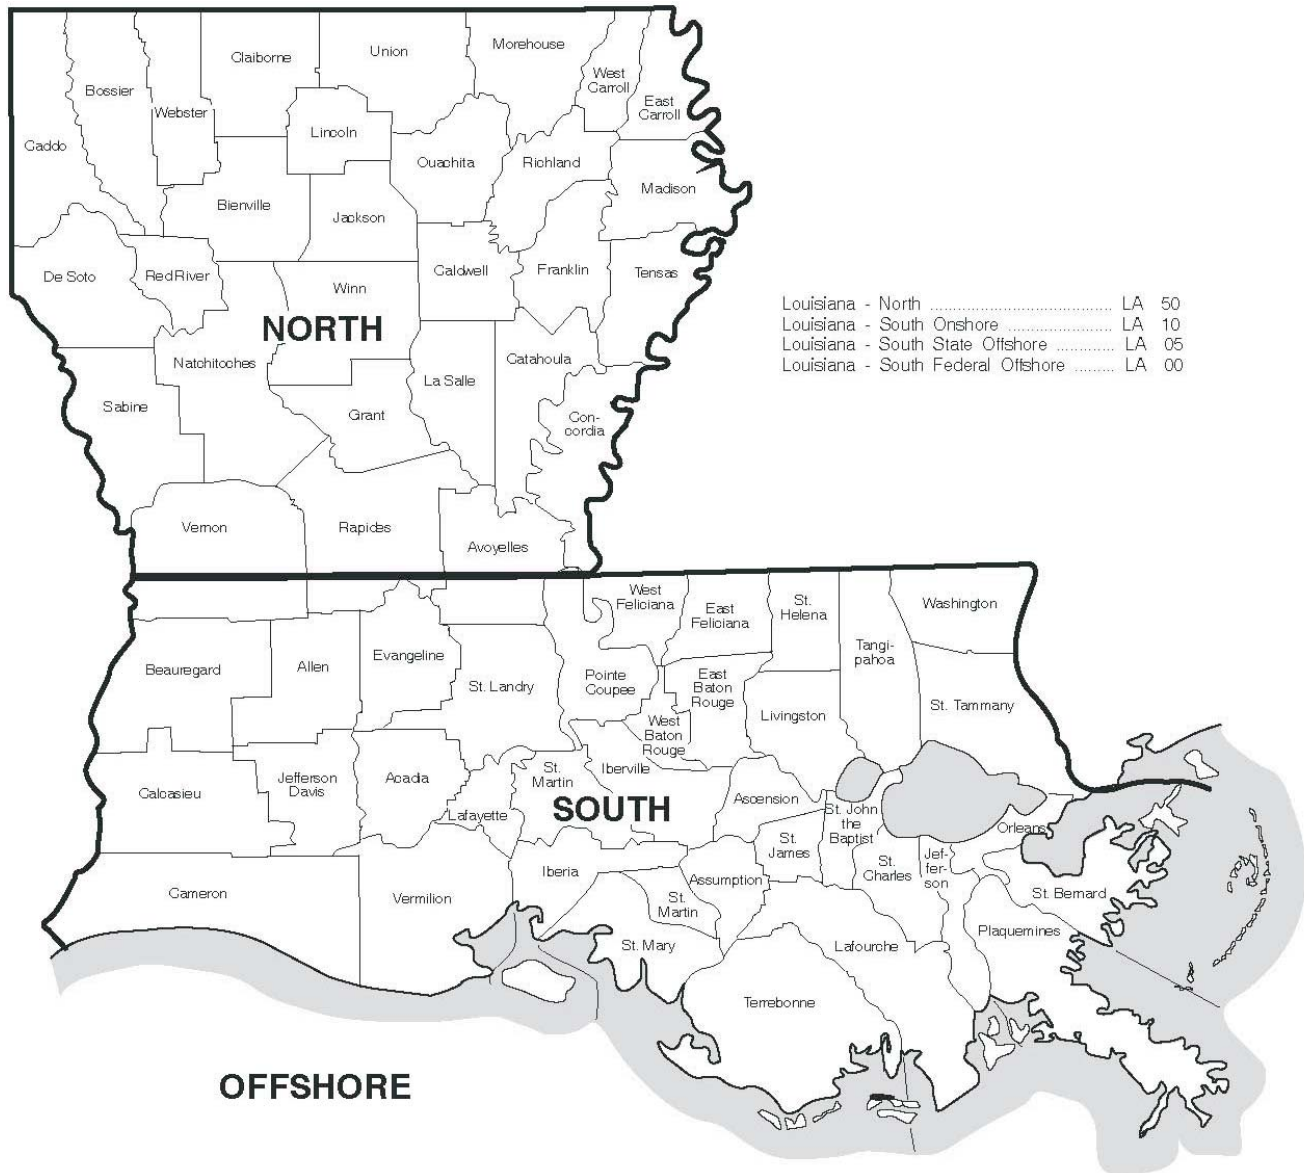 Claiborne
Union
Morehouse
West
Carroll
East
Carroll
Bossier
Webster
Lincoln
Caddo
Ouachita
Richland
Madison
Bienville
Jackson
De Soto
Red River
Winn
Caldwell
Franklin
Tensas
NORTH
Natchitoches
La Salle
Catahoula
Sabine
Grant
Con-
cordia
Vernon
Rapides
Avoyelles
Louisiana - North ........................................ LA 50
Louisiana - South Onshore ....................... LA 10
Louisiana - South State Offshore ............. LA 05
Louisiana - South Federal Offshore ......... LA 00
West
Feliciana
East
Feliciana
St.
Helena
Washington
Tangi-
pahoa
Beauregard
Allen
Evangeline
St. Landry
Pointe
Coupee
East
Baton
Rouge
West
Baton
Rouge
Livingston
St. Tammany
Calcasieu
Jefferson
Davis
Acadia
Lafayette
St.
Martin
Iberville
SOUTH
Ascension
St. John
the
Baptist
Orleans
St.
James
St.
Charles
Jef-
fer-
son
St. Bernard
Cameron
Vermilion
Iberia
St.
Martin
Assumption
St. Mary
Lafourche
Plaquemines
Terrebonne
OFFSHORE